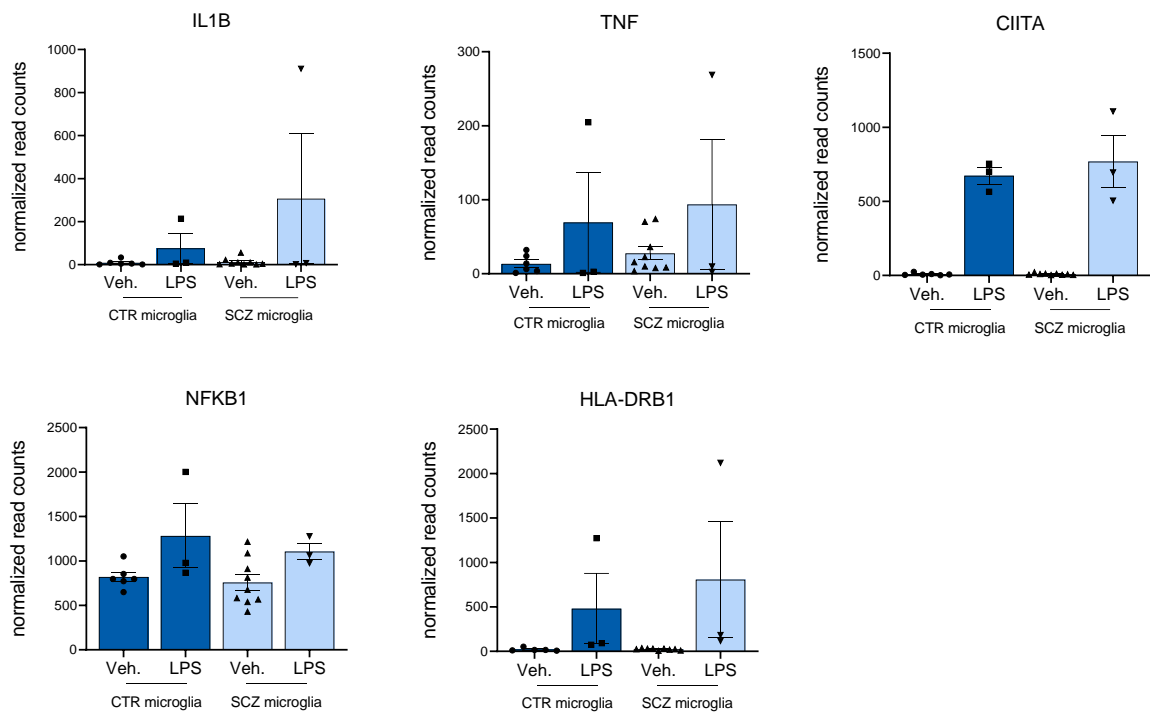 IL1B
normalized read counts
1000
800
600
400
200
0
Veh. LPS Veh. LPS
CTR microglia SCZ microglia
TNF
normalized read counts
300
200
100
0
Veh. LPS Veh. LPS
CTR microglia SCZ microglia
CIITA
normalized read counts
1500
1000
500
0
Veh. LPS Veh. LPS
CTR microglia SCZ microglia
NFKB1
normalized read counts
2500
2000
1500
1000
500
0
Veh. LPS Veh. LPS
CTR microglia SCZ microglia
HLA-DRB1
normalized read counts
2500
2000
1500
1000
500
0
Veh. LPS Veh. LPS
CTR microglia SCZ microglia